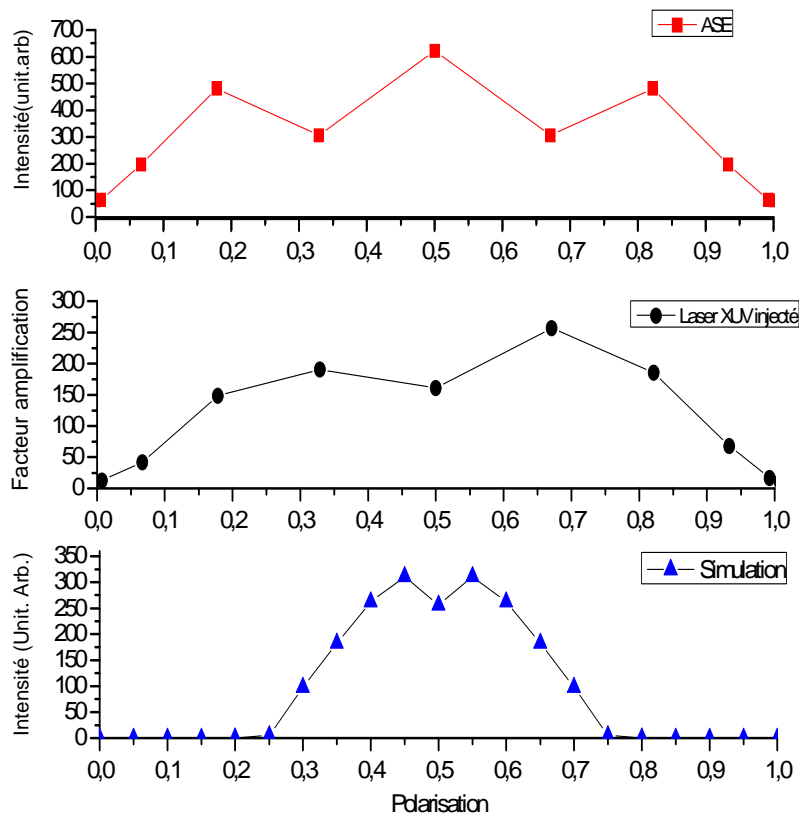 ASE
Intensité(unit.arb)
700
600
500
400
300
200
100
0
0,0 0,1 0,2 0,3 0,4 0,5 0,6 0,7 0,8 0,9 1,0
Laser XUV injecté
Facteur amplification
300
250
200
150
100
50
0
0,0 0,1 0,2 0,3 0,4 0,5 0,6 0,7 0,8 0,9 1,0
Simulation
Intensité (Unit. Arb.)
350
300
250
200
150
100
50
0
0,0 0,1 0,2 0,3 0,4 0,5 0,6 0,7 0,8 0,9 1,0
Polarisation